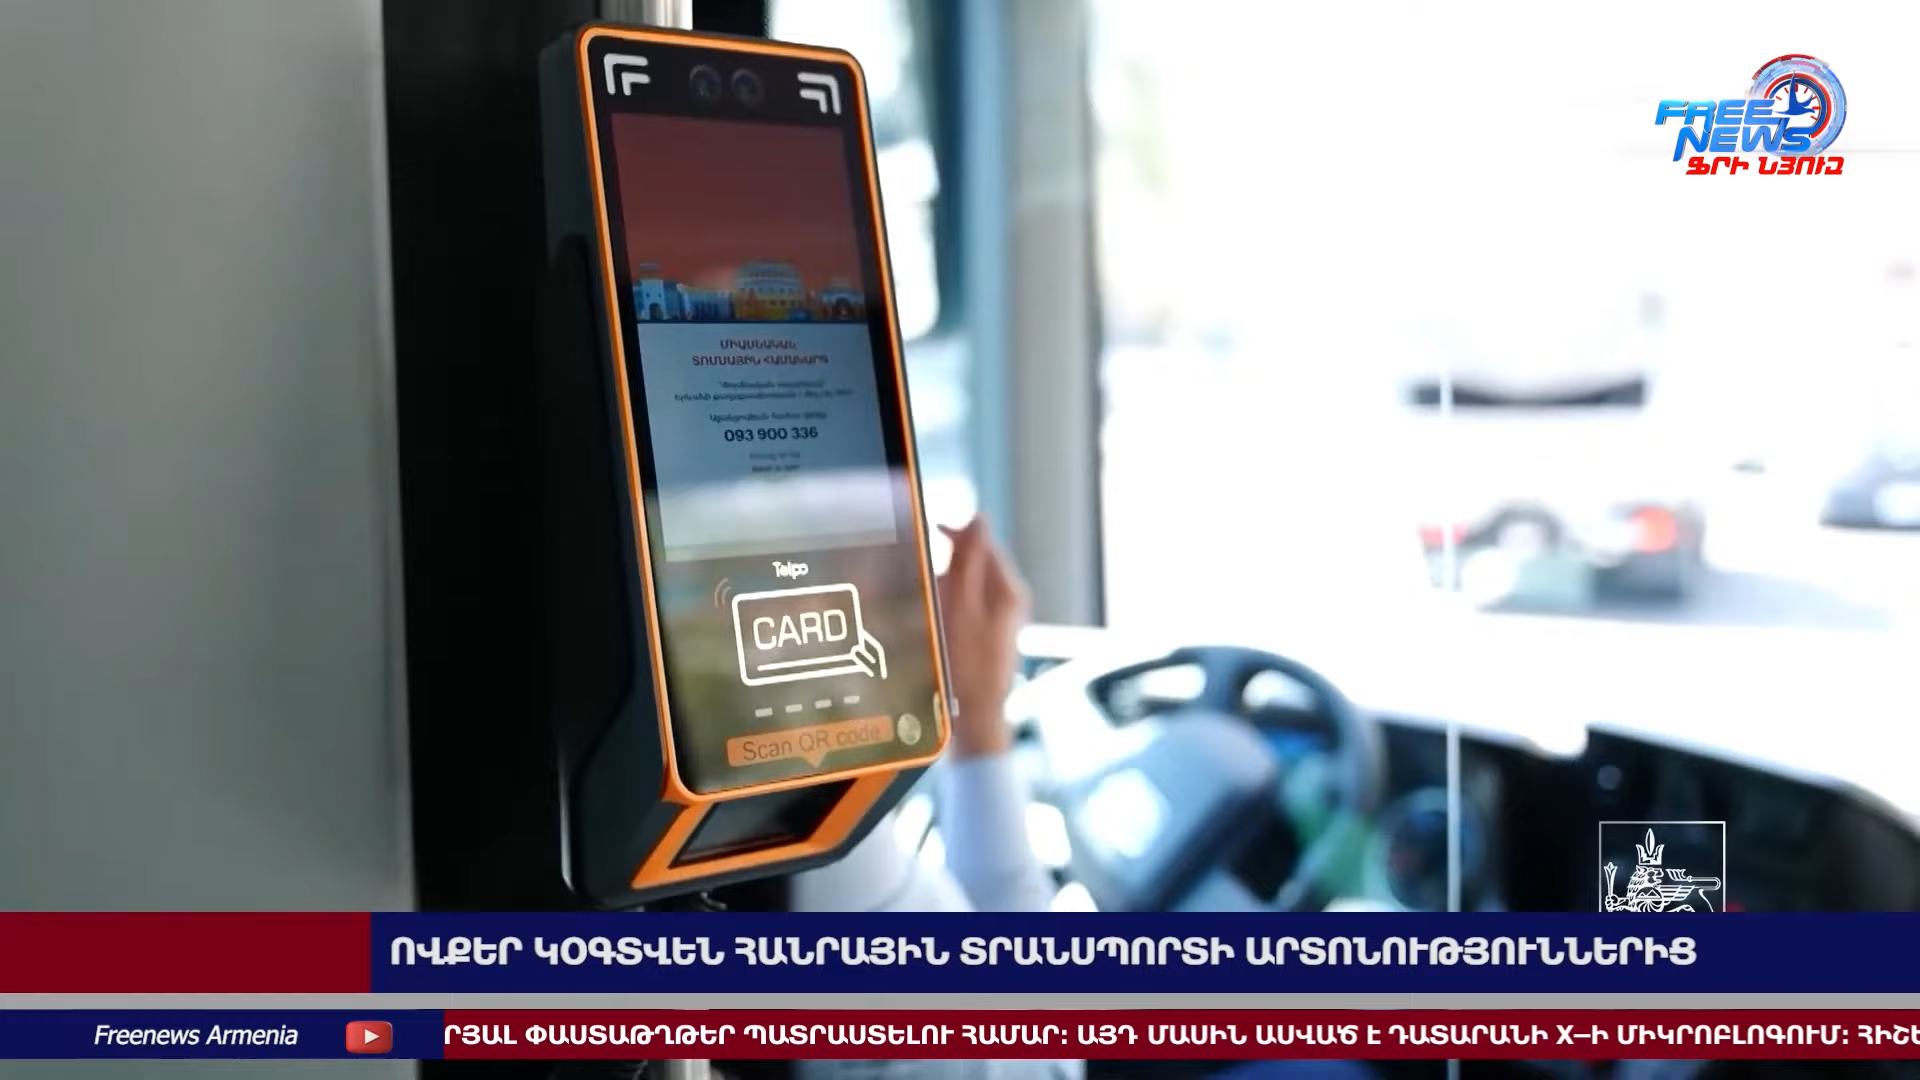 FREE
NEWS
ՖՐԻ ՆՅՈՒԶ
ՄԻԱՍՆԱԿԱՆ
ՏՈՄՍԱՅԻՆ ՀԱՄԱԿԱՐԳ
093 900 336
Telpo
CARD
Scan QR code
ՈՎՔԵՐ ԿՕԳՏՎԵՆ ՀԱՆՐԱՅԻՆ ՏՐԱՆՍՊՈՐՏԻ ԱՐՏՈՆՈՒԹՅՈՒՆՆԵՐԻՑ
Freenews Armenia
ՐՅԱԼ ՓԱՍՏԱԹՂԹԵՐ ՊԱՏՐԱՍՏԵԼՈՒ ՀԱՄԱՐ: ԱՅԴ ՄԱՍԻՆ ԱՍՎԱԾ Է ԴԱՏԱՐԱՆԻ X–Ի ՄԻԿՐՈԲԼՈԳՈՒՄ: ՀԻՇԵ